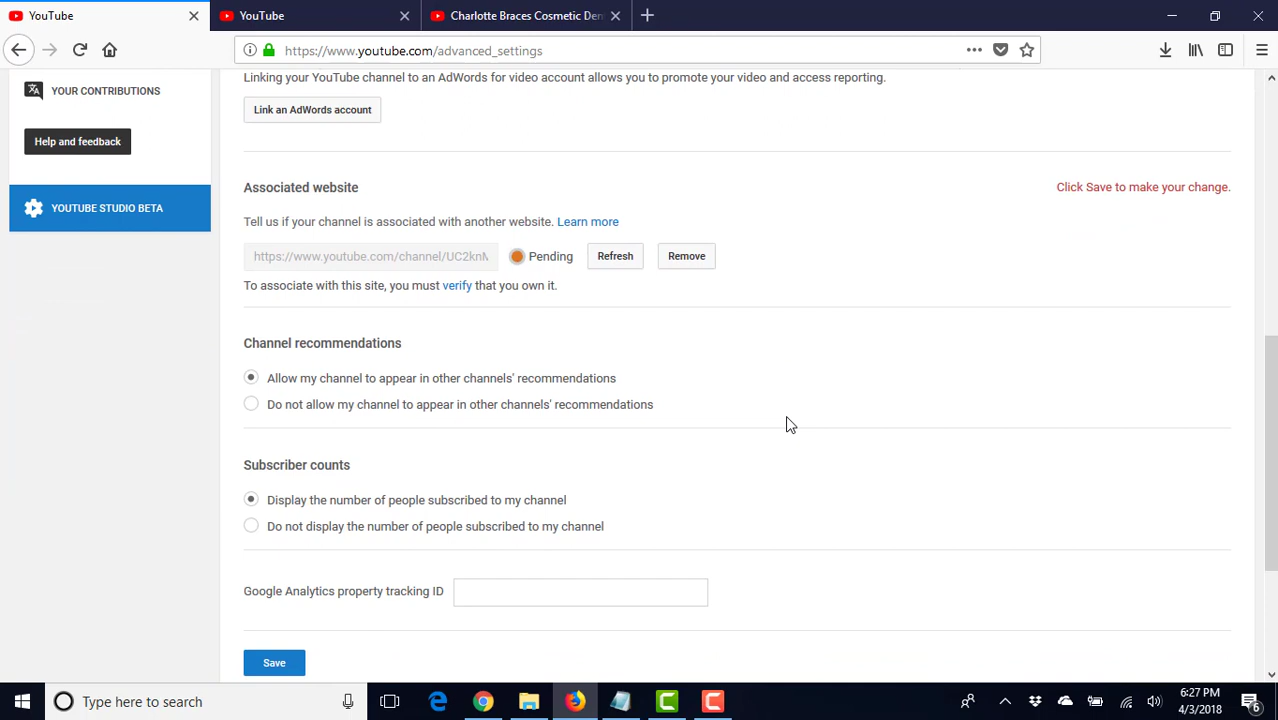 YouTube
YouTube
Charlotte Braces Cosmetic Den
https://www.youtube.com/advanced_settings
YOUR CONTRIBUTIONS
Help and feedback
YOUTUBE STUDIO BETA
Linking your YouTube channel to an AdWords for video account allows you to promote your video and access reporting.
Link an AdWords account
Associated website
Click Save to make your change.
Tell us if your channel is associated with another website. Learn more
https://www.youtube.com/channel/UC2knM
Pending
Refresh
Remove
To associate with this site, you must verify that you own it.
Channel recommendations
Allow my channel to appear in other channels' recommendations
Do not allow my channel to appear in other channels' recommendations
Subscriber counts
Display the number of people subscribed to my channel
Do not display the number of people subscribed to my channel
Google Analytics property tracking ID
Save
Type here to search
6:27 PM
4/3/2018
6